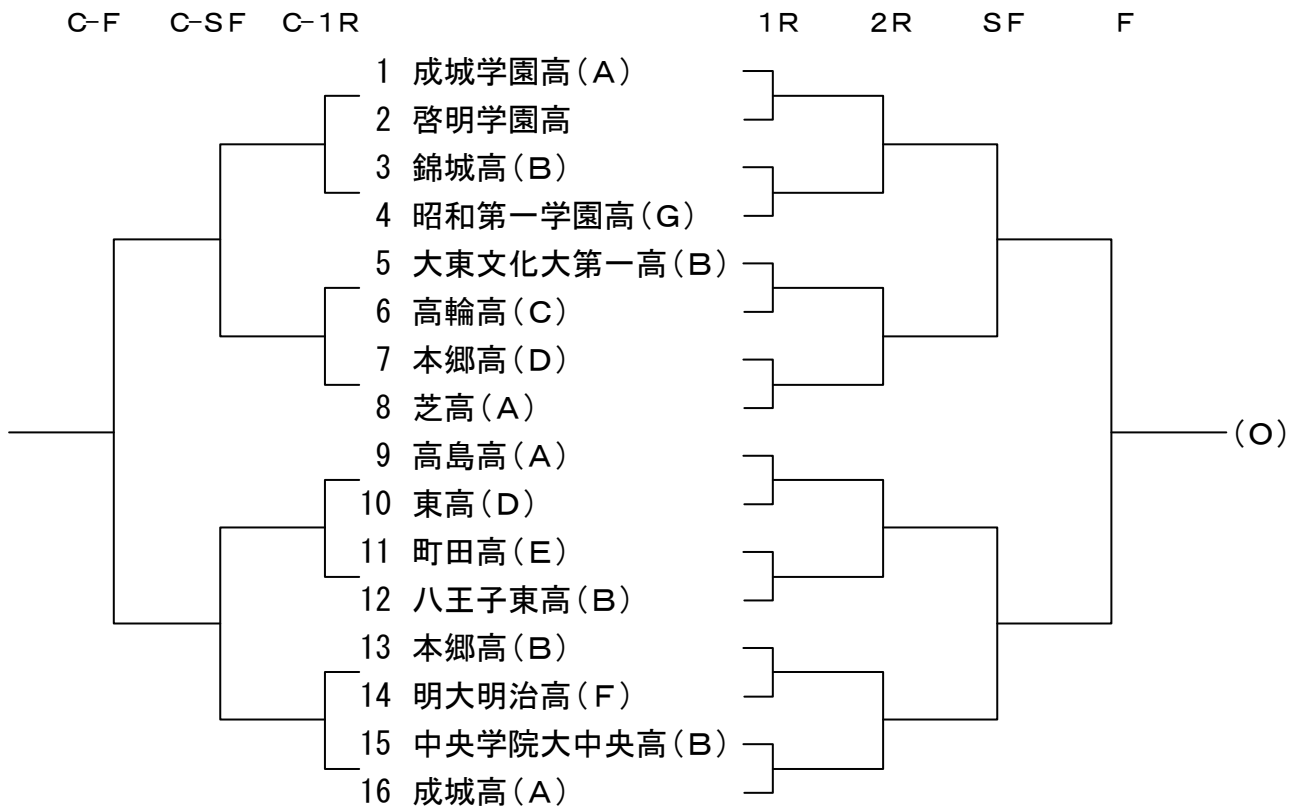 C-F C-SF C-1R 1R 2R SF F
1 成城学園高(A)
2 啓明学園高
3 錦城高(B)
4 昭和第一学園高(G)
5 大東文化大第一高(B)
6 高輪高(C)
7 本郷高(D)
8 芝高(A)
(O)
9 高島高(A)
10 東高(D)
11 町田高(E)
12 八王子東高(B)
13 本郷高(B)
14 明大明治高(F)
15 中央学院大中央高(B)
16 成城高(A)